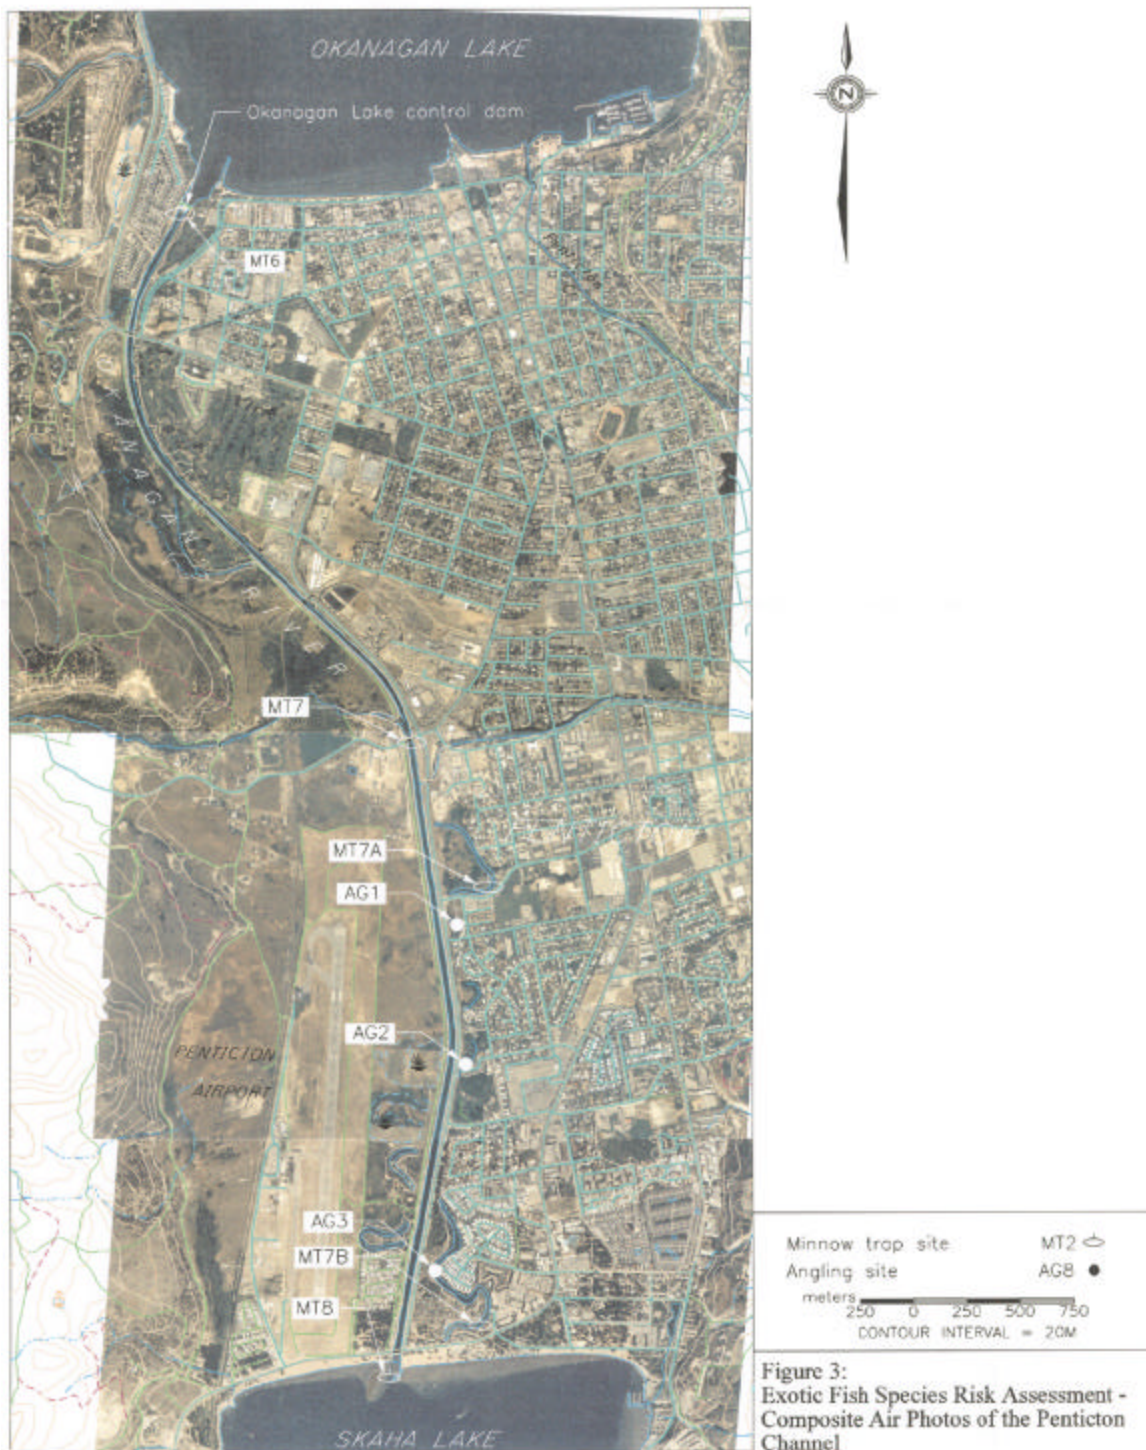 OKANAGAN LAKE
Okanagan Lake control dam
N
MT6
OKANAGAN RIVER
MT7
MT7A
AG1
AG2
PENTICTON
AIRPORT
AG3
MT7B
MT8
SKAHA LAKE
Minnow trap site MT2
Angling site AG8
meters
250 0 250 500 750
CONTOUR INTERVAL = 20M
Figure 3:
Exotic Fish Species Risk Assessment -
Composite Air Photos of the Penticton
Channel